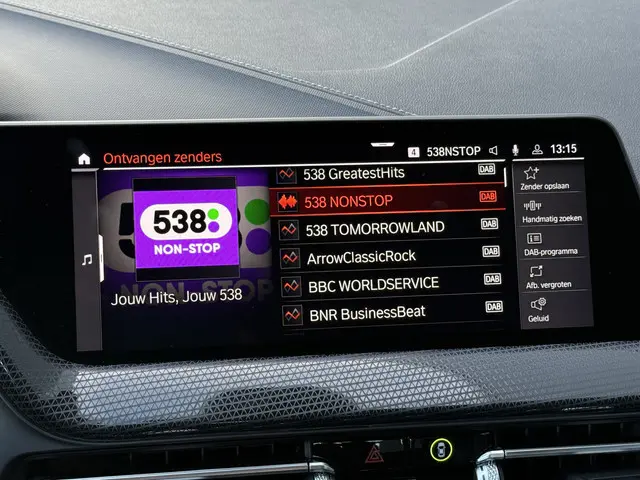 Ontvangen zenders
4 538NSTOP 13:15
538 GreatestHits DAB
538 NONSTOP DAB
538 TOMORROWLAND DAB
ArrowClassicRock DAB
BBC WORLDSERVICE DAB
BNR BusinessBeat DAB
538
NON-STOP
Jouw Hits, Jouw 538
Zender opslaan
Handmatig zoeken
DAB-programma
Afb. vergroten
Geluid